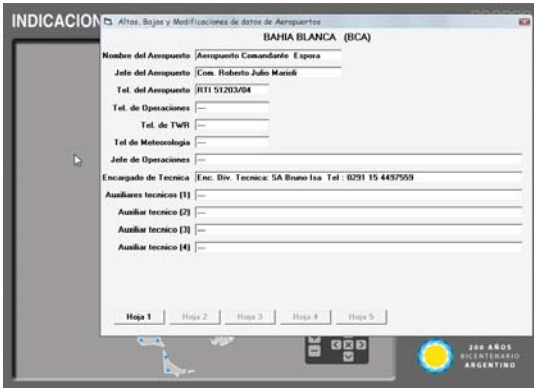 INDICACION
Altas, Bajas y Modificaciones de datos de Aeropuertos
BAHIA BLANCA (BCA)
Nombre del Aeropuerto Aeropuerto Comandante Espora
Jefe del Aeropuerto Com. Roberto Julio Marioli
Tel. del Aeropuerto RTI 51203/04
Tel. de Operaciones ---
Tel. de TWR ---
Tel de Meteorologia ---
Jefe de Operaciones ---
Encargado de Tecnica Enc. Div. Tecnica: SA Bruno Isa Tel : 0291 15 4497559
Auxiliares tecnicos (1) ---
Auxiliar tecnico (2) ---
Auxiliar tecnico (3) ---
Auxiliar tecnico (4) ---
Hoja 1 Hoja 2 Hoja 3 Hoja 4 Hoja 5
200 AÑOS
BICENTENARIO
ARGENTINO